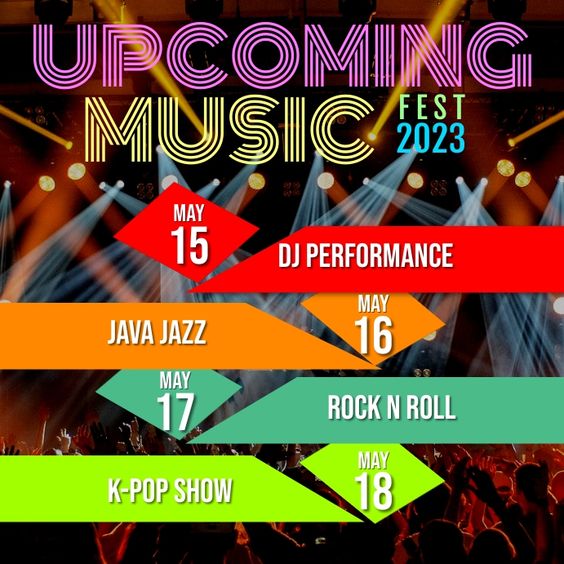 UPCOMING
MUSIC
FEST
2023
MAY
15
DJ PERFORMANCE
JAVA JAZZ
MAY
16
MAY
17
ROCK N ROLL
K-POP SHOW
MAY
18